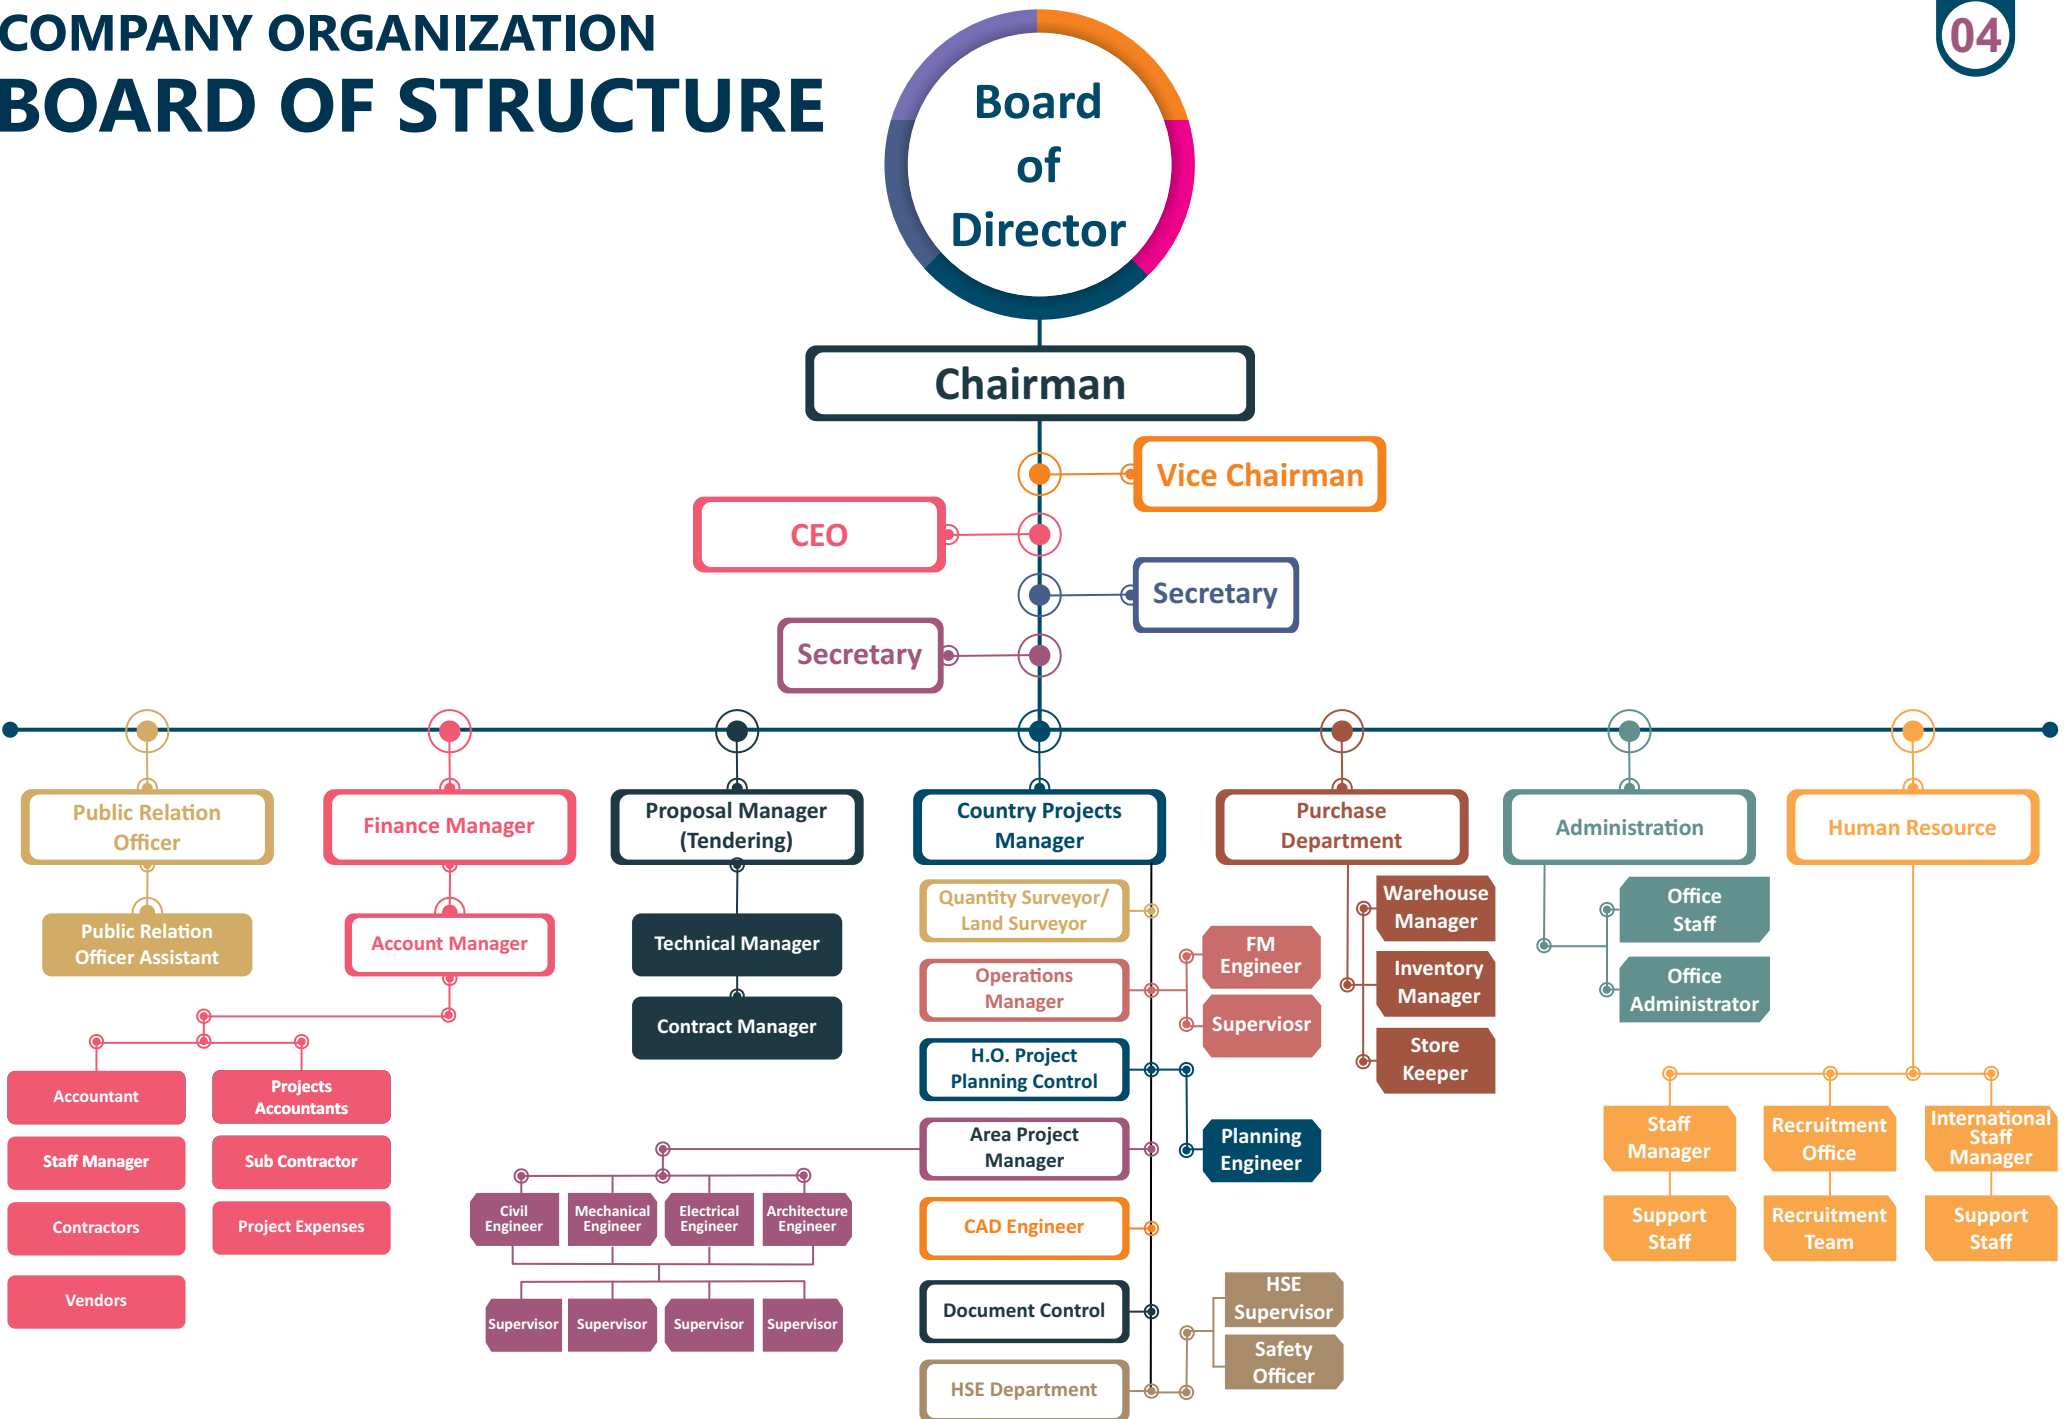 COMPANY ORGANIZATION
BOARD OF STRUCTURE
04
Board
of
Director
Chairman
Vice Chairman
CEO
Secretary
Secretary
Public Relation
Officer
Finance Manager
Proposal Manager
(Tendering)
Country Projects
Manager
Purchase
Department
Administration
Human Resource
Public Relation
Officer Assistant
Account Manager
Accountant
Staff Manager
Contractors
Vendors
Projects
Accountants
Sub Contractor
Project Expenses
Technical Manager
Contract Manager
Quantity Surveyor/
Land Surveyor
Operations
Manager
FM
Engineer
Superviosr
H.O. Project
Planning Control
Planning
Engineer
Area Project
Manager
Civil
Engineer
Mechanical
Engineer
Electrical
Engineer
Architecture
Engineer
Supervisor
Supervisor
Supervisor
Supervisor
CAD Engineer
Document Control
HSE Department
HSE
Supervisor
Safety
Officer
Warehouse
Manager
Inventory
Manager
Store
Keeper
Office
Staff
Office
Administrator
Staff
Manager
Support
Staff
Recruitment
Office
Recruitment
Team
International
Staff
Manager
Support
Staff